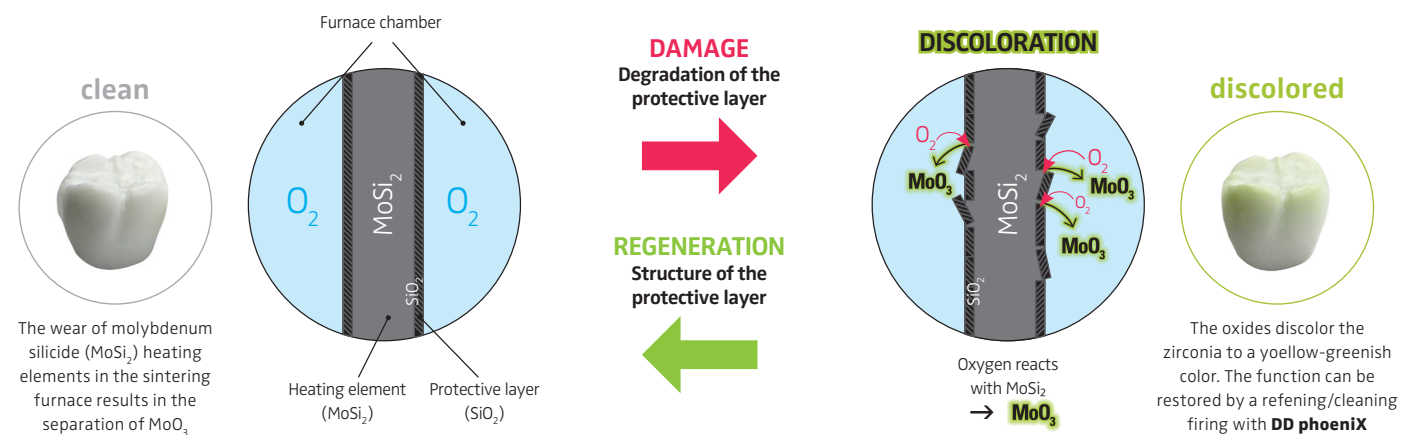 Furnace chamber
clean
The wear of molybdenum
silicide (MoSi₂) heating
elements in the sintering
furnace results in the
separation of MoO₃
O₂
MoSi₂
SiO₂
O₂
Heating element
(MoSi₂)
Protective layer
(SiO₂)
DAMAGE
Degradation of the
protective layer
REGENERATION
Structure of the
protective layer
DISCOLORATION
O₂
MoO₃
SiO₂
MoSi₂
O₂
MoO₃
O₂
MoO₃
Oxygen reacts
with MoSi₂
→ MoO₃
discolored
The oxides discolor the
zirconia to a yoellow-greenish
color. The function can be
restored by a refening/cleaning
firing with DD phoeniX